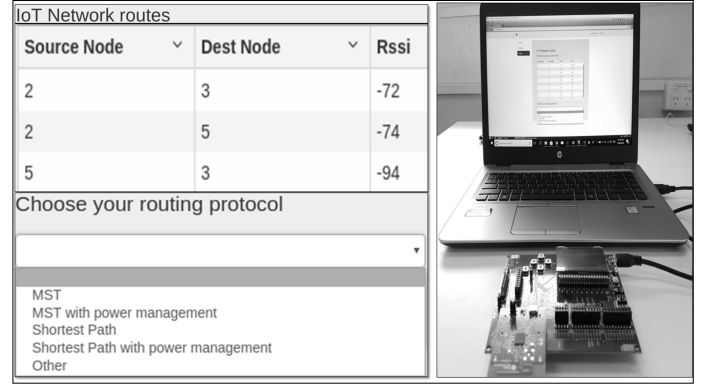 IoT Network routes
Source Node Dest Node Rssi
2 3 -72
2 5 -74
5 3 -94
Choose your routing protocol
MST
MST with power management
Shortest Path
Shortest Path with power management
Other
hp